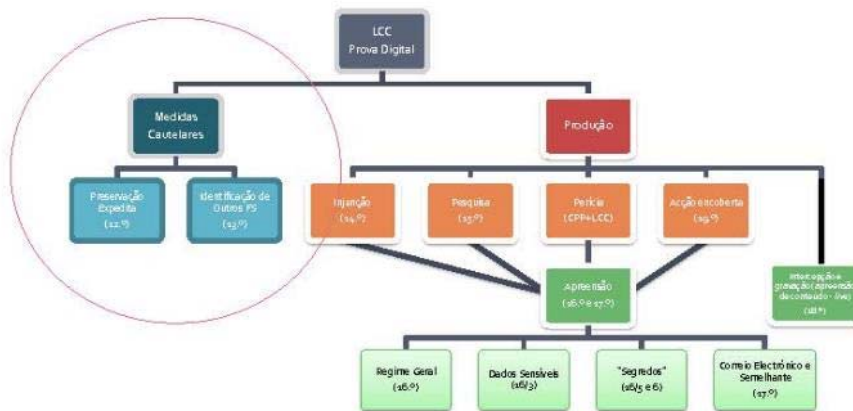 LCC
Prova Digital
Medidas
Cautelares
Produção
Preservação
Expedita
(12.º)
Identificação de
Outros FS
(13.º)
Injunção
(14.º)
Pesquisa
(15.º)
Perícia
(CPP+LCC)
Acção encoberta
(19.º)
Apreensão
(16.º e 17.º)
Intercepção e
gravação (apreensão
de conteúdo - live)
(18.º)
Regime Geral
(16.º)
Dados Sensíveis
(16/3)
"Segredos"
(16/5 e 6)
Correio Electrónico e
Semelhante
(17.º)